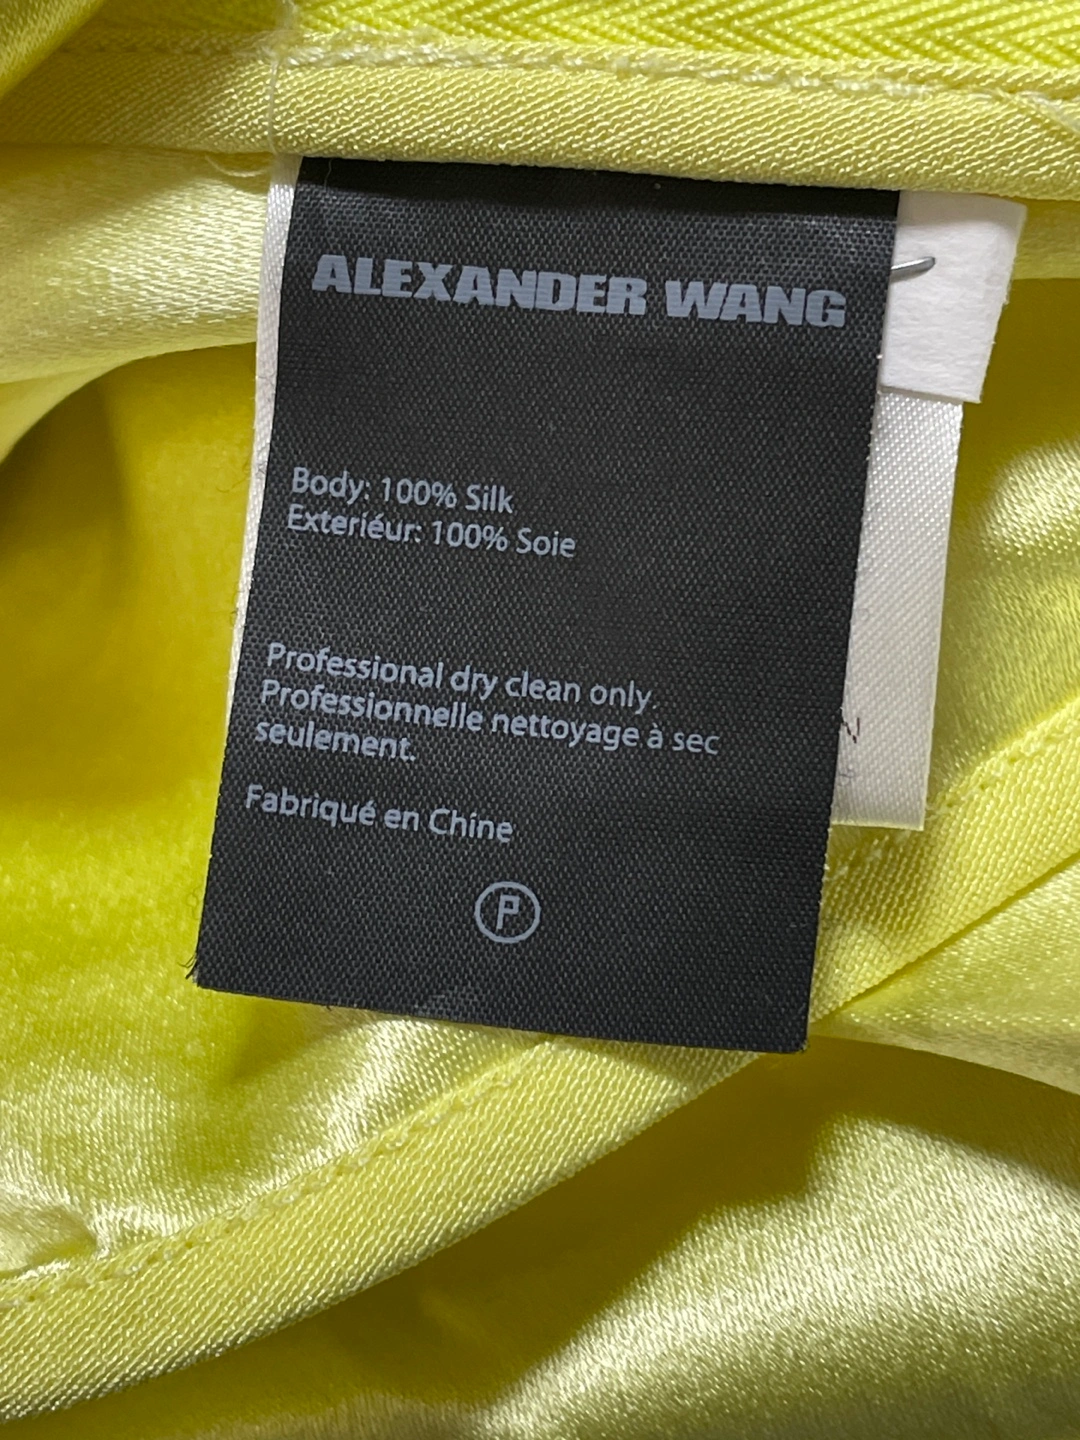 ALEXANDER WANG
Body: 100% Silk
Exteriéur: 100% Soie
Professional dry clean only.
Professionnelle nettoyage à sec
seulement.
Fabriqué en Chine
P